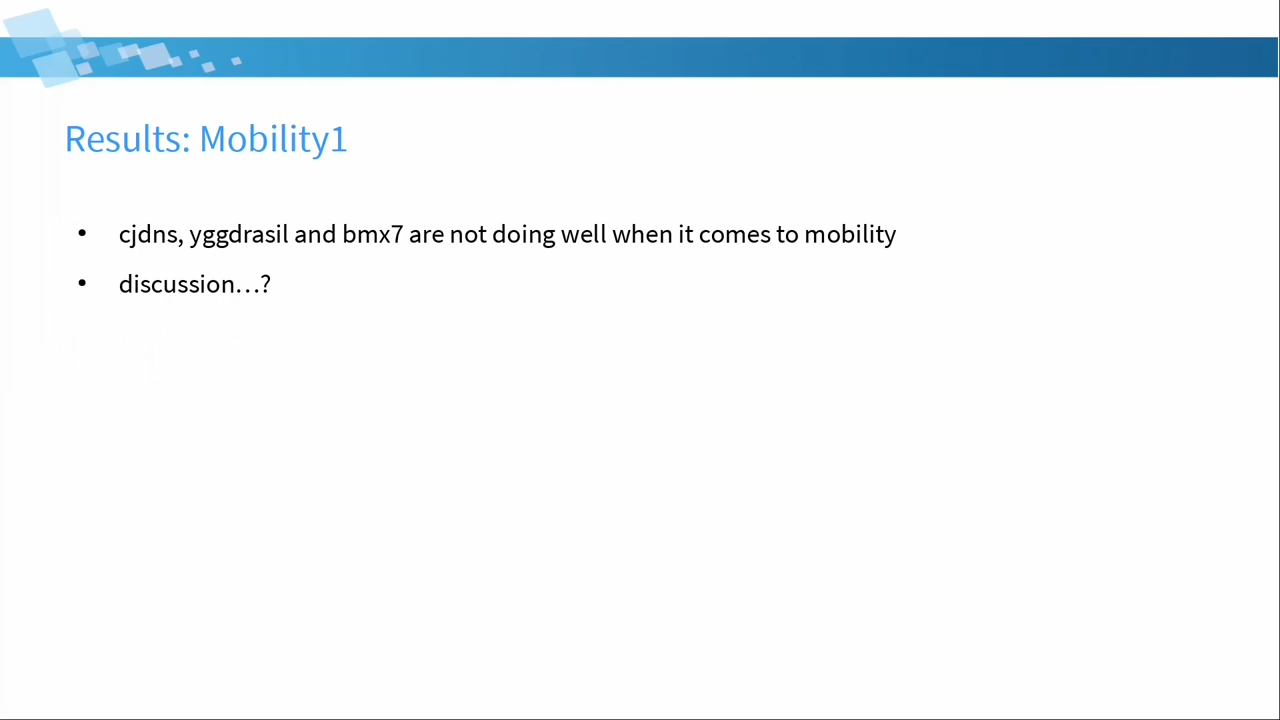 Results: Mobility1
• cjdns, yggdrasil and bmx7 are not doing well when it comes to mobility
• discussion…?